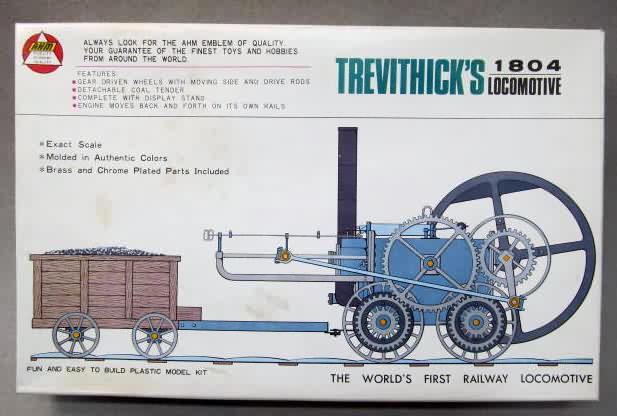 AHM
ALWAYS LOOK FOR THE AHM EMBLEM OF QUALITY.
YOUR GUARANTEE OF THE FINEST TOYS AND HOBBIES
FROM AROUND THE WORLD.
FEATURES:
■GEAR DRIVEN WHEELS WITH MOVING SIDE AND DRIVE RODS
■DETACHABLE COAL TENDER
■COMPLETE WITH DISPLAY STAND
■ENGINE MOVES BACK AND FORTH ON ITS OWN RAILS
TREVITHICK'S 1804
LOCOMOTIVE
*Exact Scale
*Molded in Authentic Colors
*Brass and Chrome Plated Parts Included
FUN AND EASY TO BUILD PLASTIC MODEL KIT
THE WORLD'S FIRST RAILWAY LOCOMOTIVE